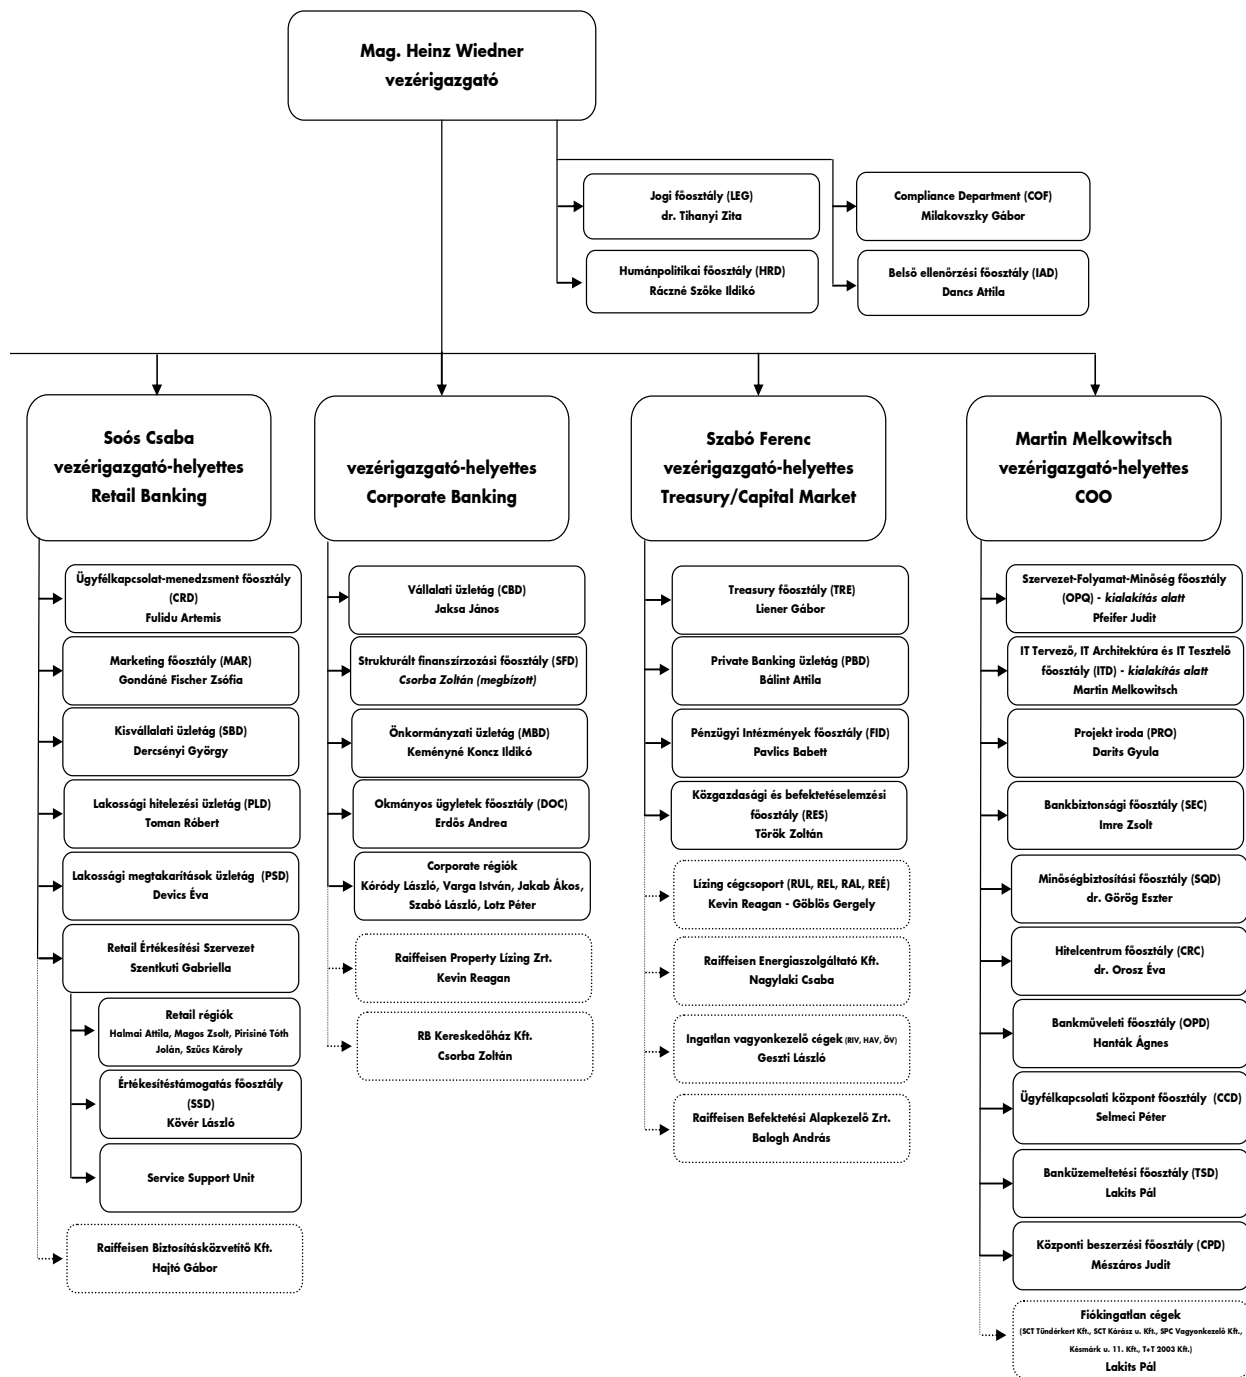 Mag. Heinz Wiedner
vezérigazgató
Jogi főosztály (LEG)
dr. Tihanyi Zita
Compliance Department (COF)
Milakovszky Gábor
Humánpolitikai főosztály (HRD)
Ráczné Szőke Ildikó
Belső ellenőrzési főosztály (IAD)
Dancs Attila
Soós Csaba
vezérigazgató-helyettes
Retail Banking
Ügyfélkapcsolat-menedzsment főosztály
(CRD)
Fulidu Artemis
Marketing főosztály (MAR)
Gondáné Fischer Zsófia
Kisvállalati üzletág (SBD)
Dercsényi György
Lakossági hitelezési üzletág (PLD)
Toman Róbert
Lakossági megtakarítások üzletág (PSD)
Devics Éva
Retail Értékesítési Szervezet
Szentkuti Gabriella
Retail régiók
Halmai Attila, Magos Zsolt, Pirisiné Tóth
Jolán, Szűcs Károly
Értékesítéstámogatás főosztály
(SSD)
Kövér László
Service Support Unit
Raiffeisen Biztosításközvetítő Kft.
Hajtó Gábor
vezérigazgató-helyettes
Corporate Banking
Vállalati üzletág (CBD)
Jaksa János
Strukturált finanszírzozási főosztály (SFD)
Csorba Zoltán (megbízott)
Önkormányzati üzletág (MBD)
Keményné Koncz Ildikó
Okmányos ügyletek főosztály (DOC)
Erdős Andrea
Corporate régiók
Kóródy László, Varga István, Jakab Ákos,
Szabó László, Lotz Péter
Raiffeisen Property Lízing Zrt.
Kevin Reagan
RB Kereskedőház Kft.
Csorba Zoltán
Szabó Ferenc
vezérigazgató-helyettes
Treasury/Capital Market
Treasury főosztály (TRE)
Liener Gábor
Private Banking üzletág (PBD)
Bálint Attila
Pénzügyi Intézmények főosztály (FID)
Pavlics Babett
Közgazdasági és befektetéselemzési
főosztály (RES)
Török Zoltán
Lízing cégcsoport (RUL, REL, RAL, REÉ)
Kevin Reagan - Göblös Gergely
Raiffeisen Energiaszolgáltató Kft.
Nagylaki Csaba
Ingatlan vagyonkezelő cégek (RIV, HAV, ÖV)
Geszti László
Raiffeisen Befektetési Alapkezelő Zrt.
Balogh András
Martin Melkowitsch
vezérigazgató-helyettes
COO
Szervezet-Folyamat-Minőség főosztály
(OPQ) - kialakítás alatt
Pfeifer Judit
IT Tervező, IT Architektúra és IT Tesztelő
főosztály (ITD) - kialakítás alatt
Martin Melkowitsch
Projekt iroda (PRO)
Darits Gyula
Bankbiztonsági főosztály (SEC)
Imre Zsolt
Minőségbiztosítási főosztály (SQD)
dr. Görög Eszter
Hitelcentrum főosztály (CRC)
dr. Orosz Éva
Bankműveleti főosztály (OPD)
Hanták Ágnes
Ügyfélkapcsolati központ főosztály (CCD)
Selmeci Péter
Banküzemeltetési főosztály (TSD)
Lakits Pál
Központi beszerzési főosztály (CPD)
Mészáros Judit
Fiókingatlan cégek
(SCT Tündérkert Kft., SCT Kárász u. Kft., SPC Vagyonkezelő Kft.,
Késmárk u. 11. Kft., T+T 2003 Kft.)
Lakits Pál